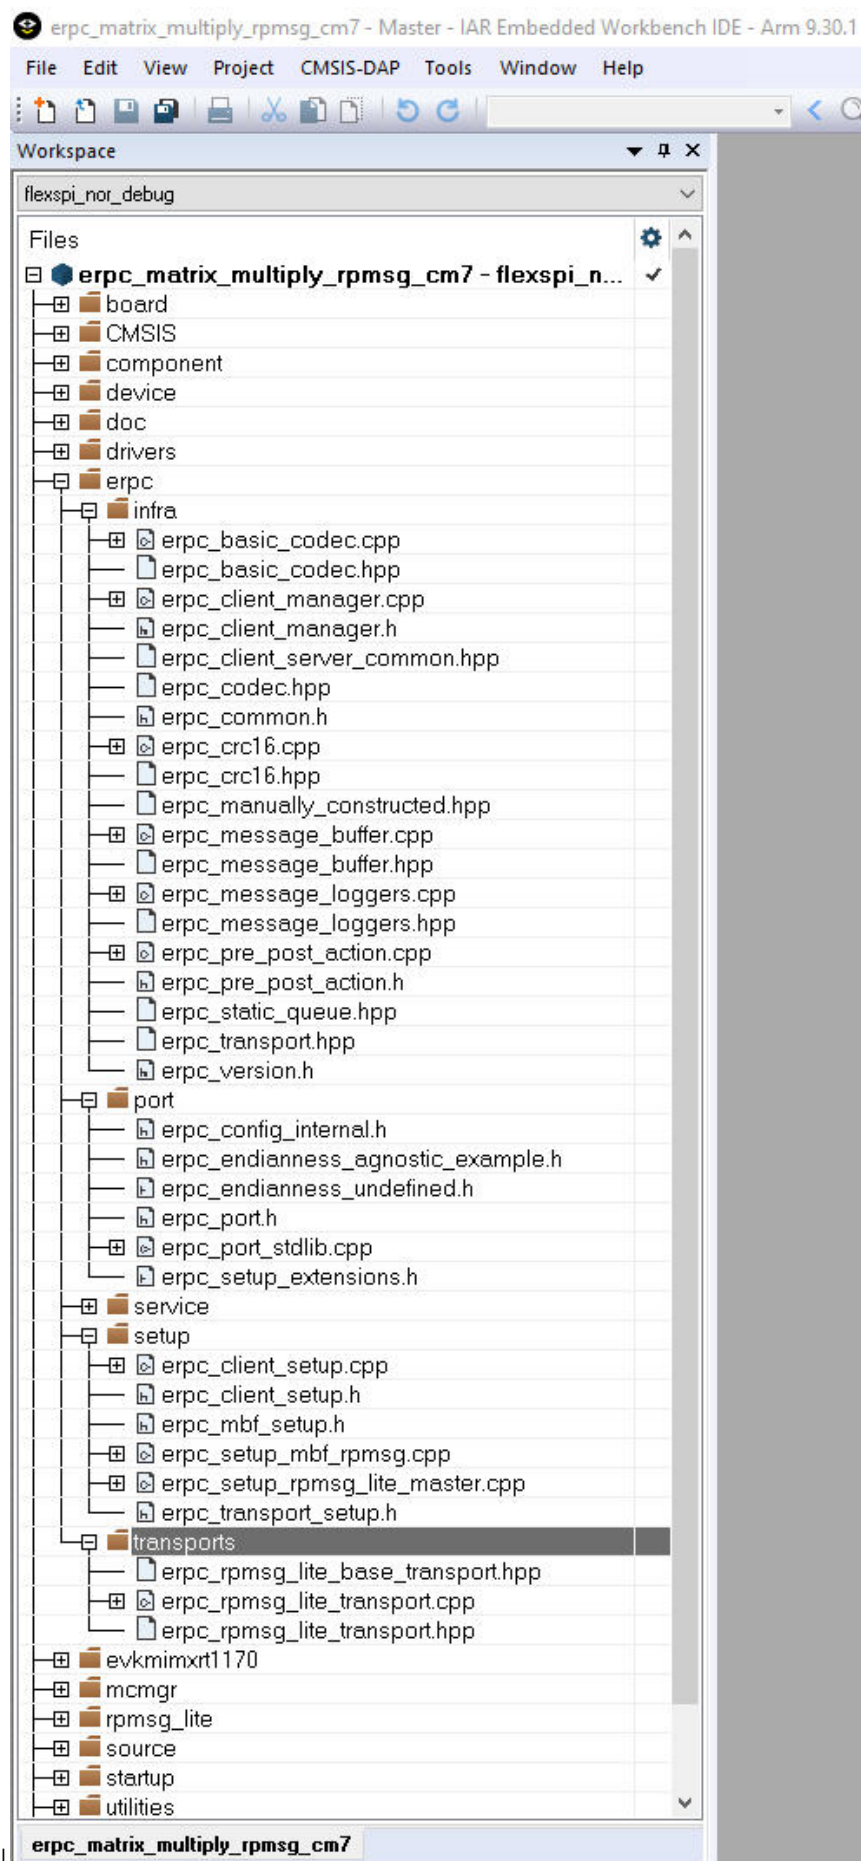 erpc_matrix_multiply_rpmsg_cm7 - Master - IAR Embedded Workbench IDE - Arm 9.30.1
File Edit View Project CMSIS-DAP Tools Window Help
Workspace
flexspi_nor_debug
Files
erpc_matrix_multiply_rpmsg_cm7 - flexspi_n...
board
CMSIS
component
device
doc
drivers
erpc
infra
erpc_basic_codec.cpp
erpc_basic_codec.hpp
erpc_client_manager.cpp
erpc_client_manager.h
erpc_client_server_common.hpp
erpc_codec.hpp
erpc_common.h
erpc_crc16.cpp
erpc_crc16.hpp
erpc_manually_constructed.hpp
erpc_message_buffer.cpp
erpc_message_buffer.hpp
erpc_message_loggers.cpp
erpc_message_loggers.hpp
erpc_pre_post_action.cpp
erpc_pre_post_action.h
erpc_static_queue.hpp
erpc_transport.hpp
erpc_version.h
port
erpc_config_internal.h
erpc_endianness_agnostic_example.h
erpc_endianness_undefined.h
erpc_port.h
erpc_port_stdlib.cpp
erpc_setup_extensions.h
service
setup
erpc_client_setup.cpp
erpc_client_setup.h
erpc_mbf_setup.h
erpc_setup_mbf_rpmsg.cpp
erpc_setup_rpmsg_lite_master.cpp
erpc_transport_setup.h
transports
erpc_rpmsg_lite_base_transport.hpp
erpc_rpmsg_lite_transport.cpp
erpc_rpmsg_lite_transport.hpp
evkmimxrt1170
mcmgr
rpmsg_lite
source
startup
utilities
erpc_matrix_multiply_rpmsg_cm7